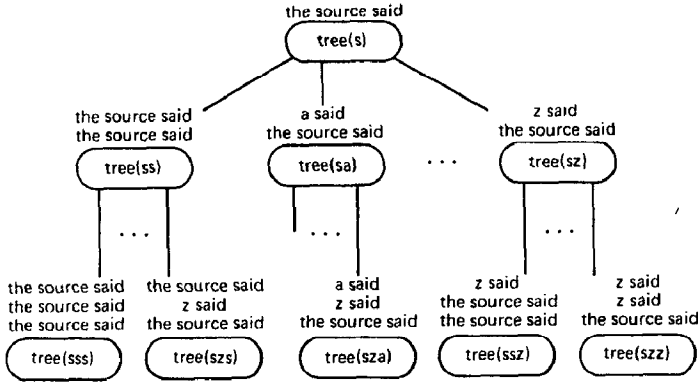 the source said
tree(s)
the source said
the source said
tree(ss)
a said
the source said
tree(sa)
. . .
z said
the source said
tree(sz)
. . .
. . .
. . .
the source said
the source said
the source said
tree(sss)
the source said
z said
the source said
tree(szs)
a said
z said
the source said
tree(sza)
z said
the source said
the source said
tree(ssz)
z said
z said
the source said
tree(szz)